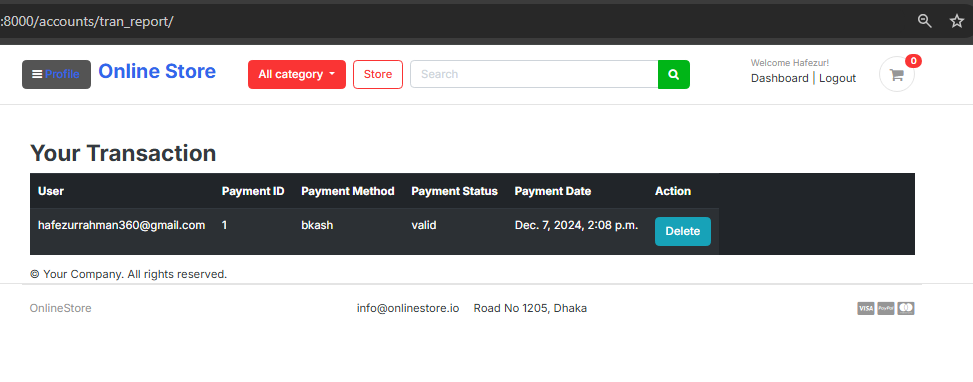 :8000/accounts/tran_report/
Profile Online Store All category Store Search Welcome Hafezur! 0
Dashboard | Logout
Your Transaction
User Payment ID Payment Method Payment Status Payment Date Action
hafezurrahman360@gmail.com 1 bkash valid Dec. 7, 2024, 2:08 p.m. Delete
© Your Company. All rights reserved.
OnlineStore info@onlinestore.io Road No 1205, Dhaka VISA PayPal